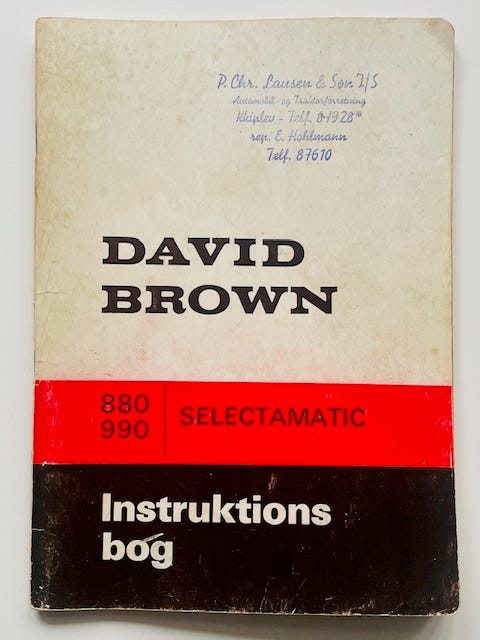 P. Chr. Lausen & Søn I/S
Automobil- og Traktorforretning
Kliplev - Telf.
rep. E. Hohlmann
Telf. 87610
DAVID
BROWN
880
990
SELECTAMATIC
Instruktions
bog